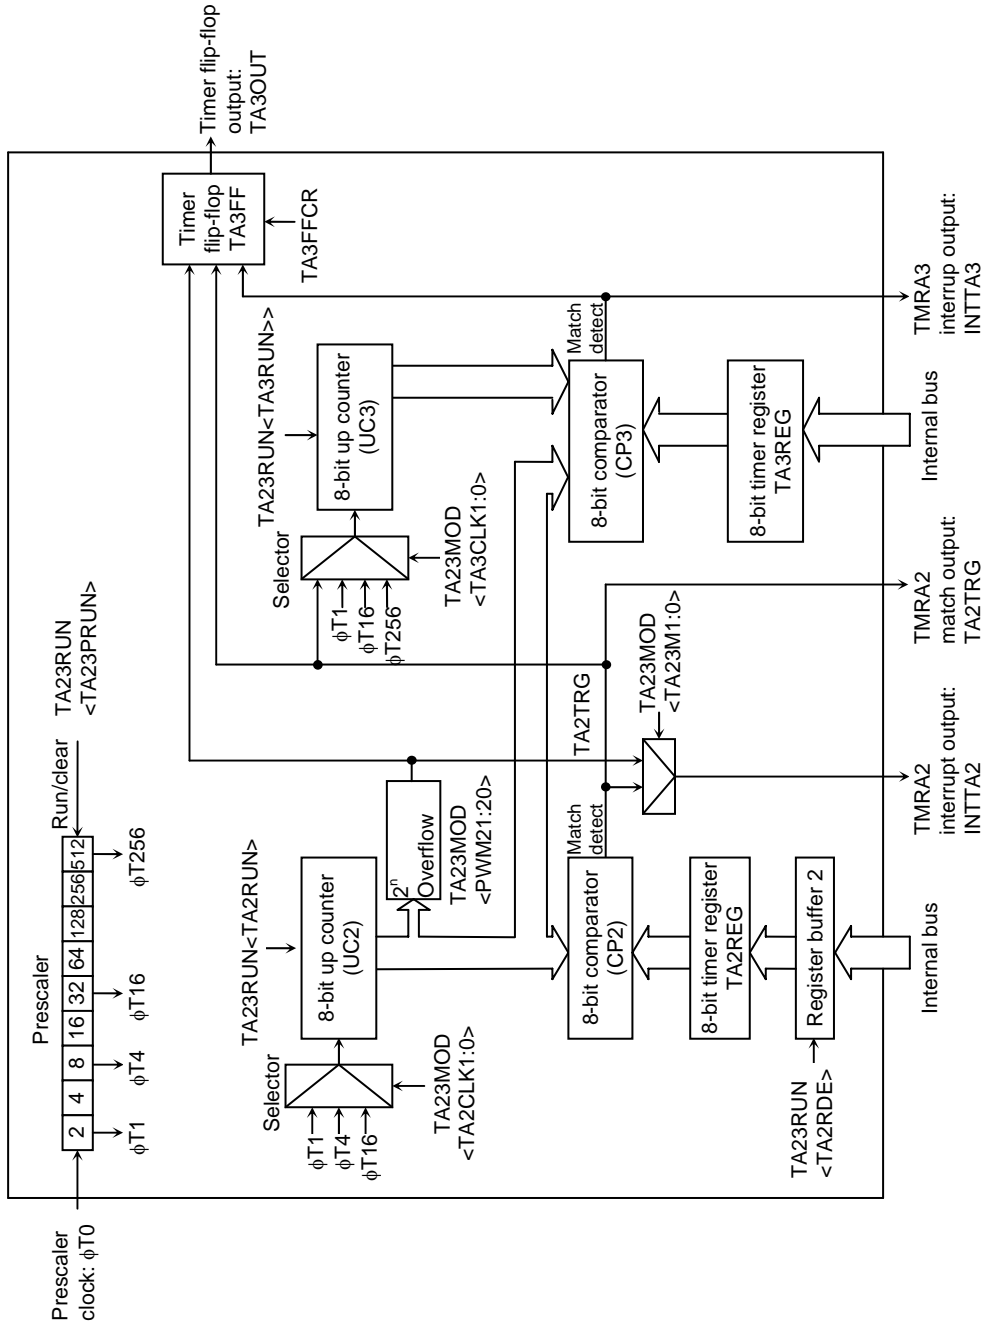 Prescaler
clock: ϕT0
Prescaler
2 4 8 16 32 64 128 256 512
Run/clear
TA23RUN
<TA23PRUN>
ϕT1
ϕT4
ϕT16
ϕT256
TA23RUN<TA2RUN>
Selector
ϕT1
ϕT4
ϕT16
8-bit up counter
(UC2)
TA23MOD
<TA2CLK1:0>
2ⁿ
Overflow
TA23MOD
<PWM21:20>
TA23RUN<TA3RUN>>
Selector
ϕT1
ϕT16
ϕT256
8-bit up counter
(UC3)
TA23MOD
<TA3CLK1:0>
Timer
flip-flop
TA3FF
TA3FFCR
Timer flip-flop
output:
TA3OUT
8-bit comparator
(CP2)
Match
detect
TA2TRG
8-bit comparator
(CP3)
Match
detect
8-bit timer register
TA2REG
TA23MOD
<TA23M1:0>
8-bit timer register
TA3REG
Register buffer 2
TA23RUN
<TA2RDE>
Internal bus
TMRA2
interrupt output:
INTTA2
TMRA2
match output:
TA2TRG
Internal bus
TMRA3
interrup output:
INTTA3